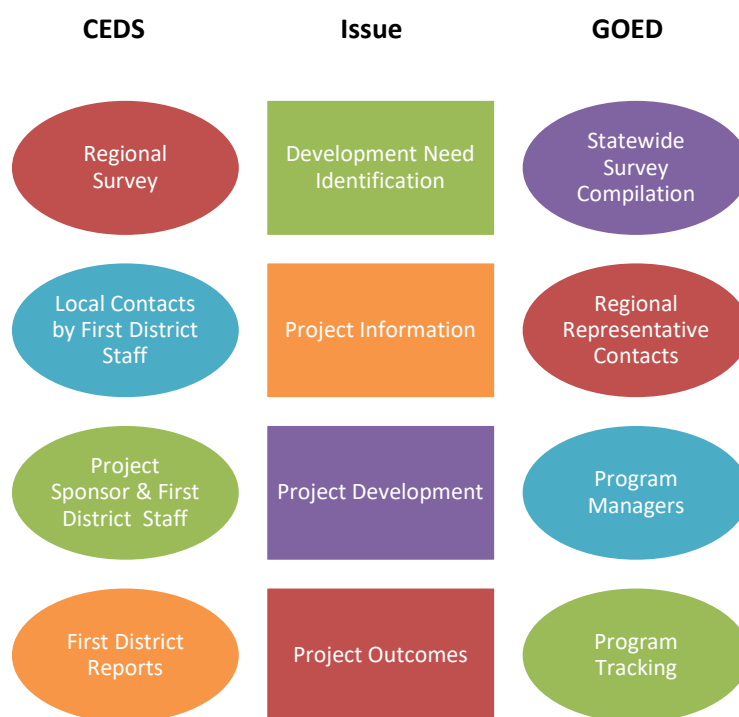 CEDS
Issue
GOED
Regional
Survey
Development Need
Identification
Statewide
Survey
Compilation
Local Contacts
by First District
Staff
Project Information
Regional
Representative
Contacts
Project
Sponsor & First
District Staff
Project Development
Program
Managers
First District
Reports
Project Outcomes
Program
Tracking